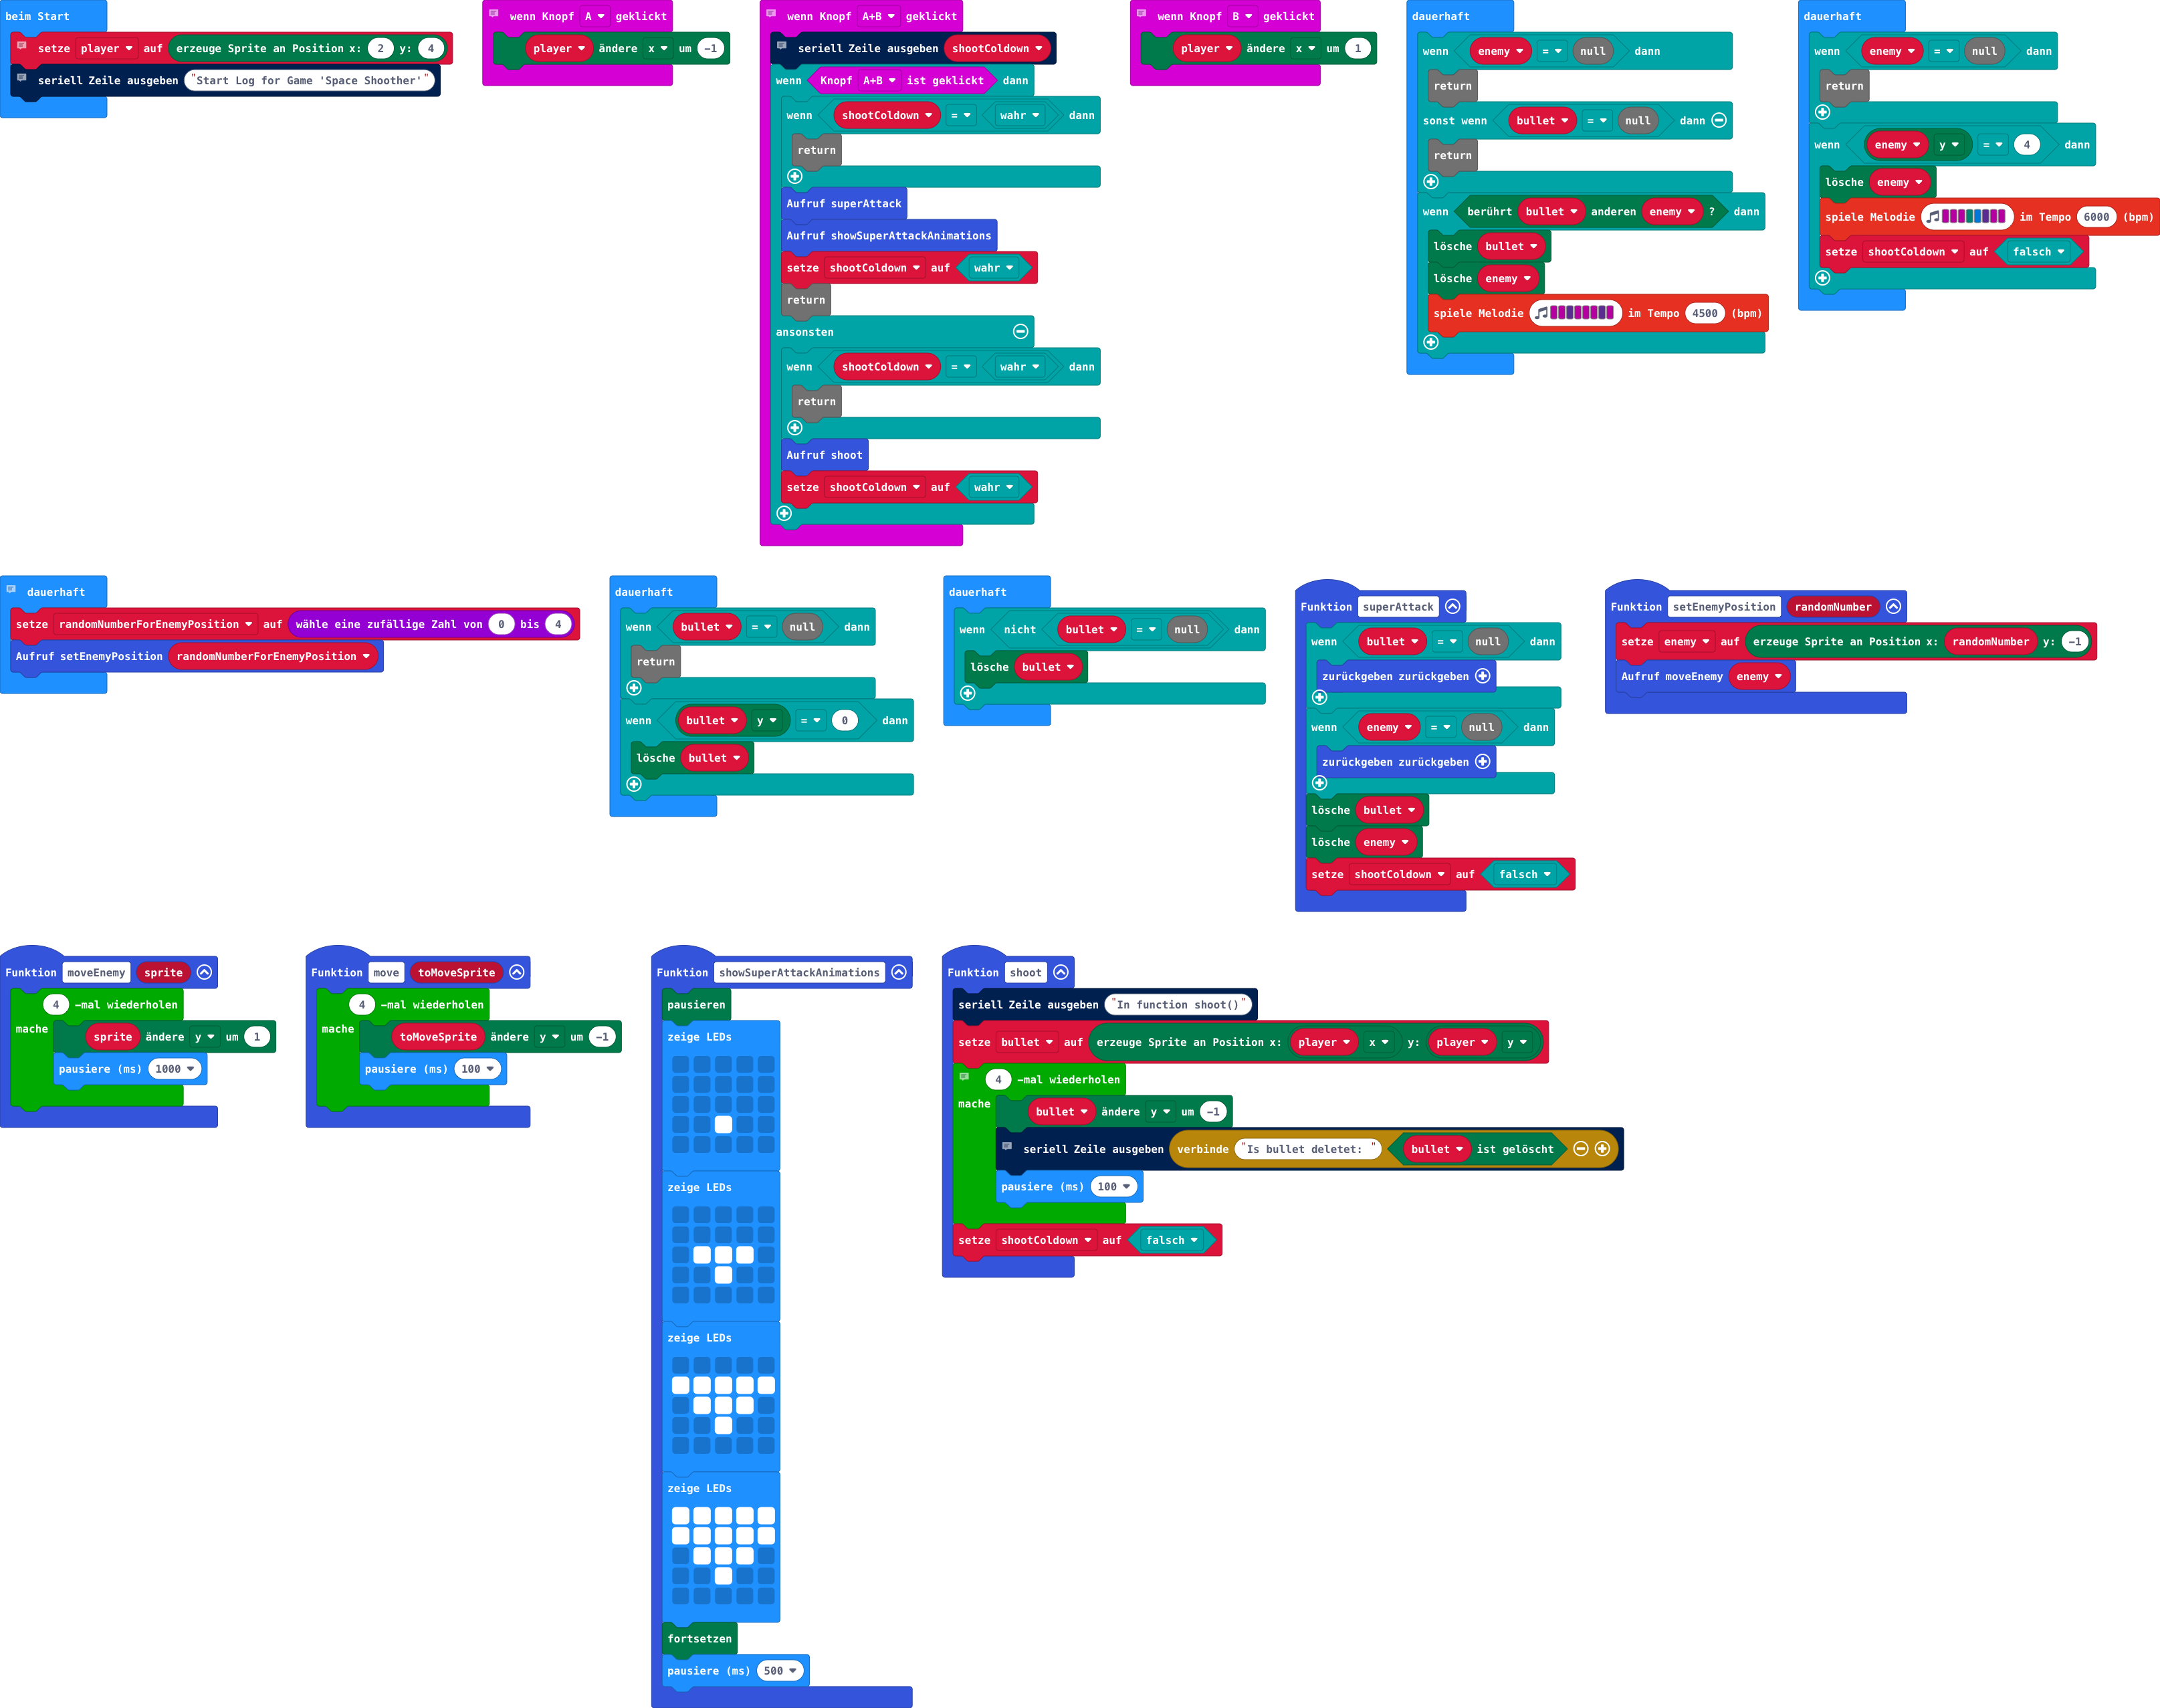 beim Start
setze player auf erzeuge Sprite an Position x: 2 y: 4
seriell Zeile ausgeben "Start Log for Game 'Space Shoother'"
wenn Knopf A geklickt
player ändere x um -1
wenn Knopf A+B geklickt
seriell Zeile ausgeben shootColdown
wenn Knopf A+B ist geklickt dann
wenn shootColdown = wahr dann
return
Aufruf superAttack
Aufruf showSuperAttackAnimations
setze shootColdown auf wahr
return
ansonsten
wenn shootColdown = wahr dann
return
Aufruf shoot
setze shootColdown auf wahr
wenn Knopf B geklickt
player ändere x um 1
dauerhaft
wenn enemy = null dann
return
sonst wenn bullet = null dann
return
wenn berührt bullet anderen enemy ? dann
lösche bullet
lösche enemy
spiele Melodie im Tempo 4500 (bpm)
dauerhaft
wenn enemy = null dann
return
wenn enemy y = 4 dann
lösche enemy
spiele Melodie im Tempo 6000 (bpm)
setze shootColdown auf falsch
dauerhaft
setze randomNumberForEnemyPosition auf wähle eine zufällige Zahl von 0 bis 4
Aufruf setEnemyPosition randomNumberForEnemyPosition
dauerhaft
wenn bullet = null dann
return
wenn bullet y = 0 dann
lösche bullet
dauerhaft
wenn nicht bullet = null dann
lösche bullet
Funktion superAttack
wenn bullet = null dann
zurückgeben zurückgeben
wenn enemy = null dann
zurückgeben zurückgeben
lösche bullet
lösche enemy
setze shootColdown auf falsch
Funktion setEnemyPosition randomNumber
setze enemy auf erzeuge Sprite an Position x: randomNumber y: -1
Aufruf moveEnemy enemy
Funktion moveEnemy sprite
4 -mal wiederholen
mache
sprite ändere y um 1
pausiere (ms) 1000
Funktion move toMoveSprite
4 -mal wiederholen
mache
toMoveSprite ändere y um -1
pausiere (ms) 100
Funktion showSuperAttackAnimations
pausieren
zeige LEDs
zeige LEDs
zeige LEDs
zeige LEDs
fortsetzen
pausiere (ms) 500
Funktion shoot
seriell Zeile ausgeben "In function shoot()"
setze bullet auf erzeuge Sprite an Position x: player x y: player y
4 -mal wiederholen
mache
bullet ändere y um -1
seriell Zeile ausgeben verbinde "Is bullet deletet: " bullet ist gelöscht
pausiere (ms) 100
setze shootColdown auf falsch